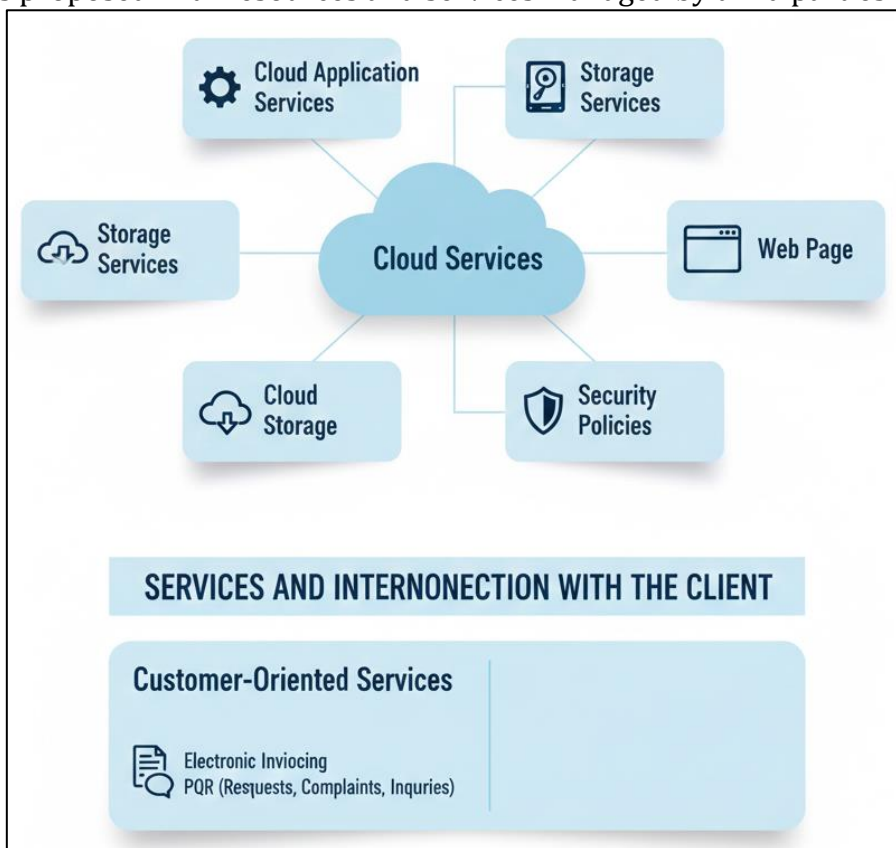 Cloud Application
Services
Storage
Services
Storage
Services
Cloud Services
Web Page
Cloud
Storage
Security
Policies
SERVICES AND INTERNONECTION WITH THE CLIENT
Customer-Oriented Services
Electronic Inviocing
PQR (Resquests, Complaints, Inquries)